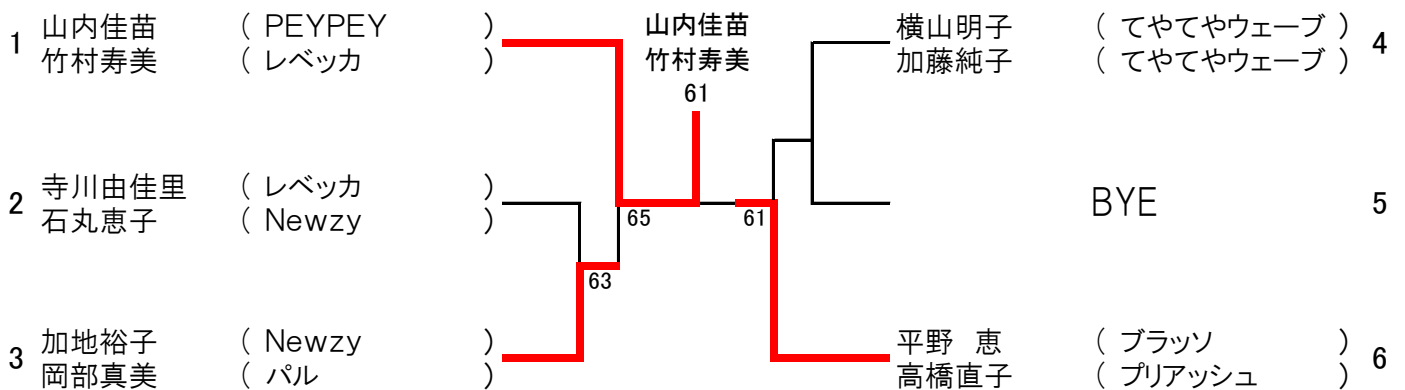 1 山内佳苗 ( PEYPEY )
竹村寿美 ( レベッカ )
2 寺川由佳里 ( レベッカ )
石丸恵子 ( Newzy )
3 加地裕子 ( Newzy )
岡部真美 ( パル )
山内佳苗
竹村寿美
61
65
61
63
横山明子 ( てやてやウェーブ ) 4
加藤純子 ( てやてやウェーブ )
BYE 5
平野 恵 ( ブラッソ ) 6
高橋直子 ( プリアッシュ )